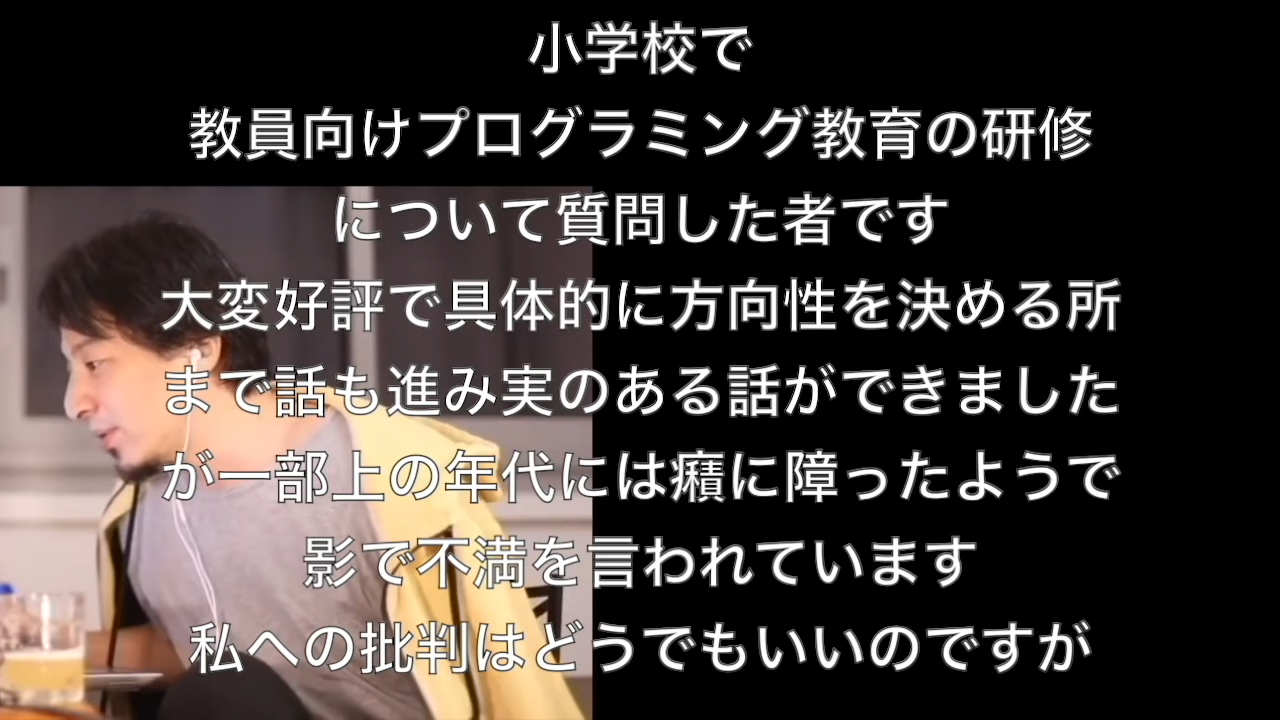 小学校で
教員向けプログラミング教育の研修
について質問した者です
大変好評で具体的に方向性を決める所
まで話も進み実のある話ができました
が一部上の年代には癪に障ったようで
影で不満を言われています
私への批判はどうでもいいのですが